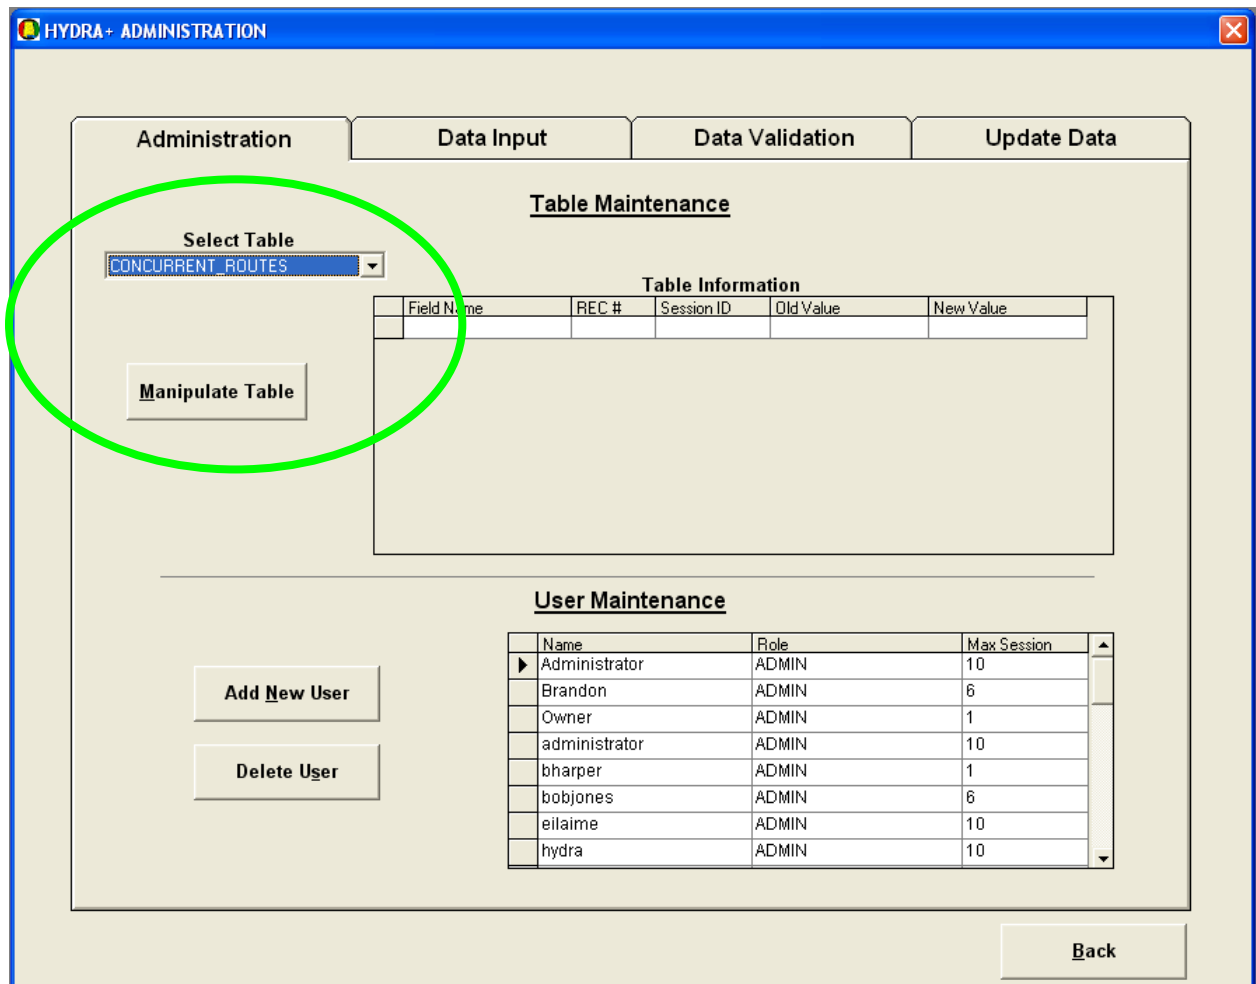 HYDRA+ ADMINISTRATION
Administration Data Input Data Validation Update Data
Table Maintenance
Select Table
CONCURRENT_ROUTES
Table Information
Field Name REC # Session ID Old Value New Value
Manipulate Table
User Maintenance
Name Role Max Session
Administrator ADMIN 10
Brandon ADMIN 6
Owner ADMIN 1
administrator ADMIN 10
bharper ADMIN 1
bobjones ADMIN 6
eilaime ADMIN 10
hydra ADMIN 10
Add New User
Delete User
Back